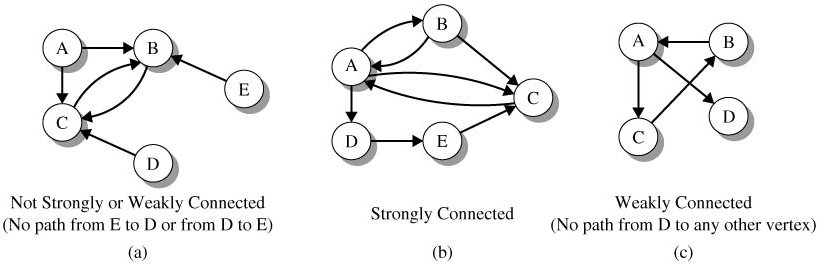 A
B
E
C
D
Not Strongly or Weakly Connected
(No path from E to D or from D to E)
(a)
B
A
C
D
E
Strongly Connected
(b)
A
B
D
C
Weakly Connected
(No path from D to any other vertex)
(c)